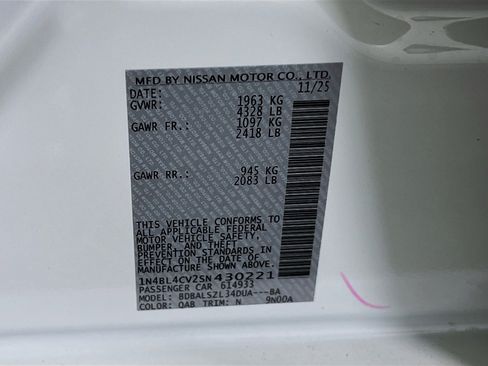 MFD BY NISSAN MOTOR CO., LTD.
DATE: 11/25
GVWR: 1963 KG
4328 LB
GAWR FR.: 1097 KG
2418 LB
GAWR RR.: 945 KG
2083 LB
THIS VEHICLE CONFORMS TO
ALL APPLICABLE FEDERAL
MOTOR VEHICLE SAFETY,
BUMPER, AND THEFT
PREVENTION STANDARDS IN
EFFECT ON THE DATE OF
MANUFACTURE SHOWN ABOVE.
1N4BL4CV2SN430221
PASSENGER CAR 614933
MODEL: BDBALSZL34DUA---BA
COLOR: QAB TRIM: N 9N00A